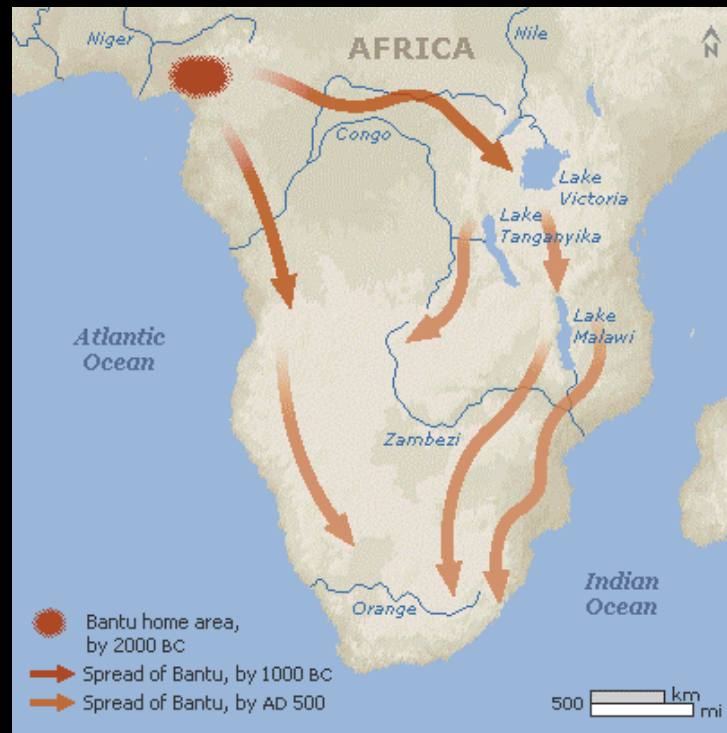 Niger
AFRICA
Nile
N
Congo
Lake
Victoria
Lake
Tanganyika
Atlantic
Ocean
Lake
Malawi
Zambezi
Indian
Ocean
Orange
Bantu home area,
by 2000 BC
Spread of Bantu, by 1000 BC
Spread of Bantu, by AD 500
500 km
mi